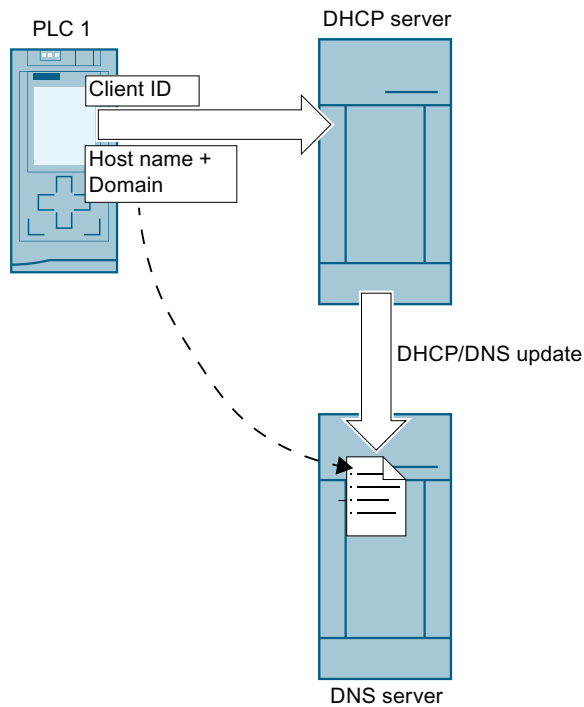 PLC 1
DHCP server
Client ID
Host name +
Domain
DHCP/DNS update
DNS server